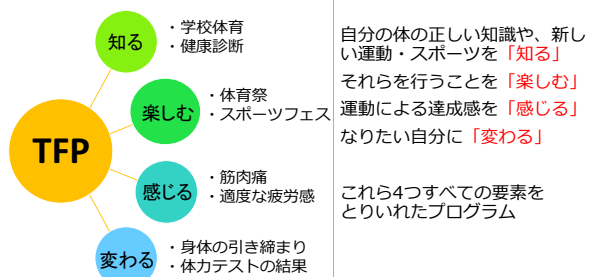 TFP
知る
・学校体育
・健康診断
楽しむ
・体育祭
・スポーツフェス
感じる
・筋肉痛
・適度な疲労感
変わる
・身体の引き締まり
・体力テストの結果
自分の体の正しい知識や、新し
い運動・スポーツを「知る」
それらを行うことを「楽しむ」
運動による達成感を「感じる」
なりたい自分に「変わる」
これら4つすべての要素を
とりいれたプログラム